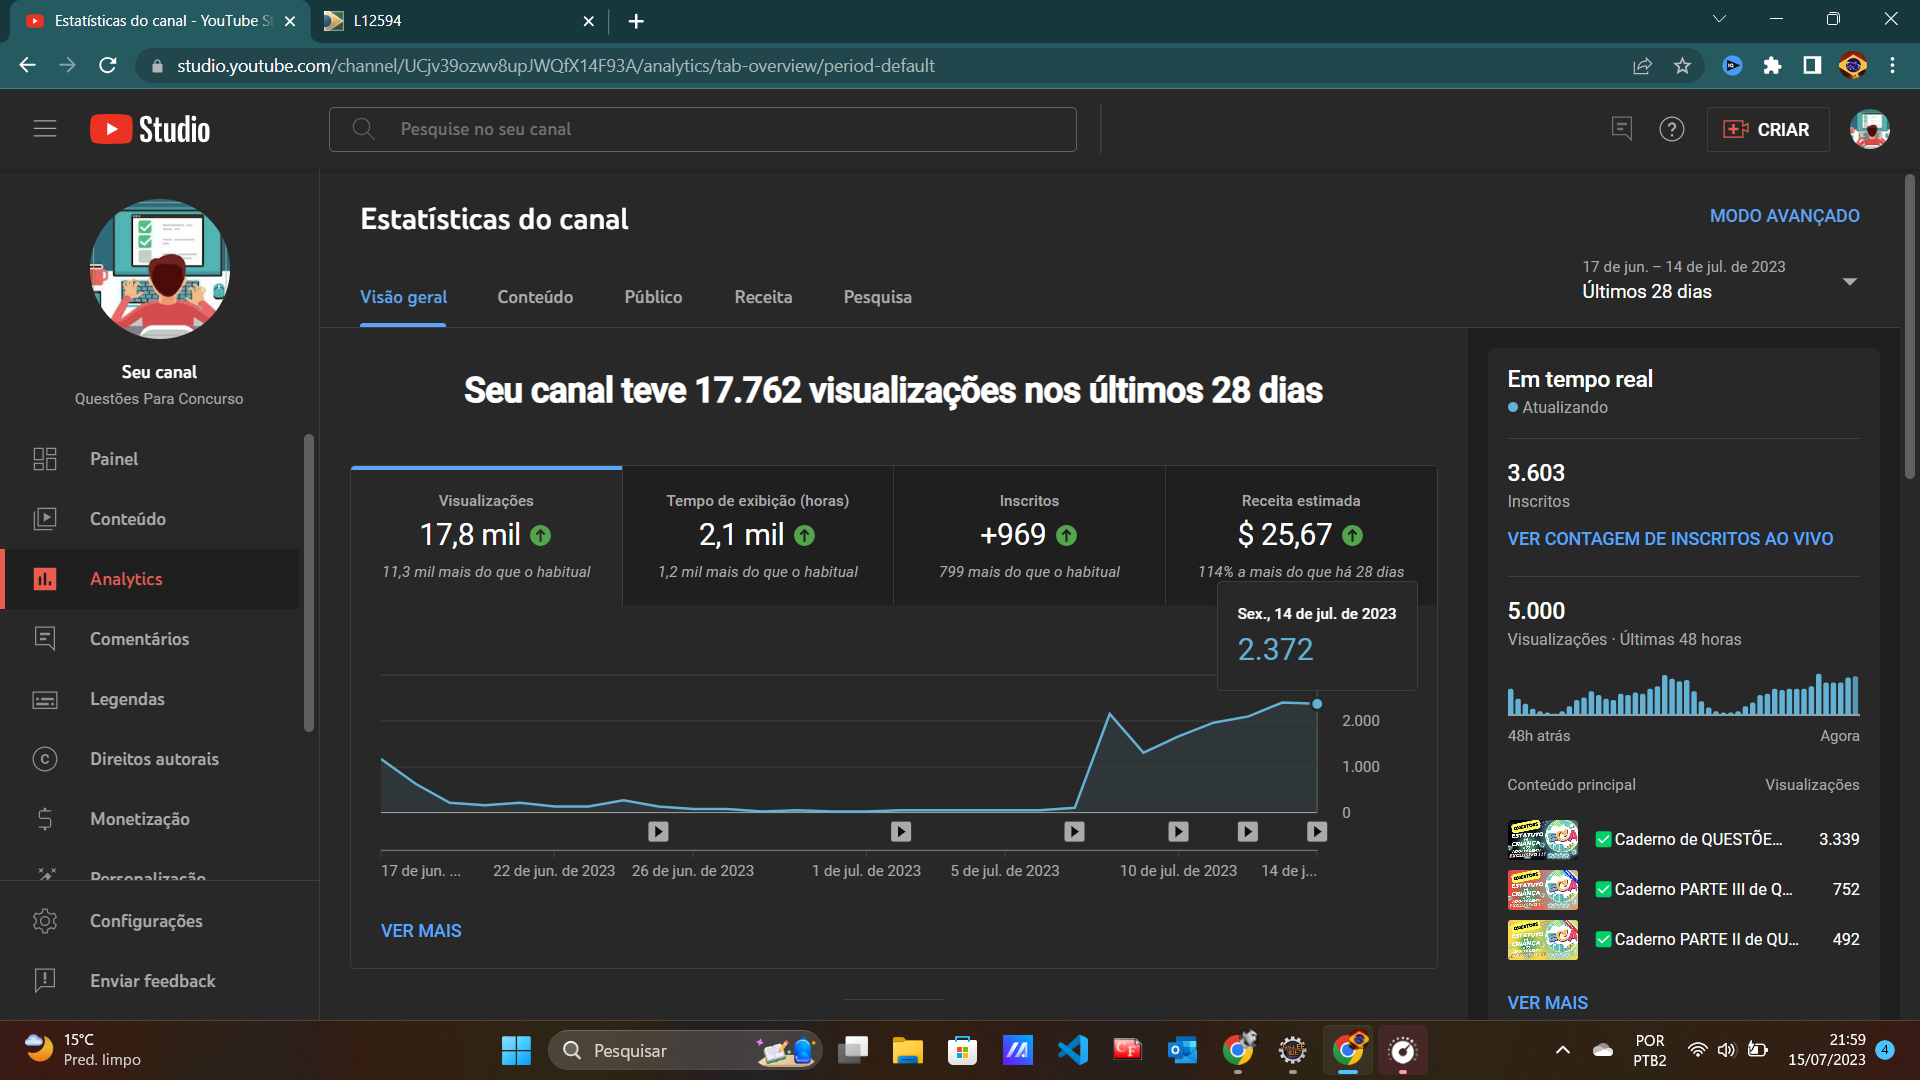 Estatísticas do canal - YouTube St
L12594
studio.youtube.com/channel/UCjv39ozwv8upJWQfX14F93A/analytics/tab-overview/period-default
Studio
Pesquise no seu canal
CRIAR
Seu canal
Questões Para Concurso
Painel
Conteúdo
Analytics
Comentários
Legendas
Direitos autorais
Monetização
Personalização
Configurações
Enviar feedback
Estatísticas do canal
MODO AVANÇADO
17 de jun. – 14 de jul. de 2023
Últimos 28 dias
Visão geral
Conteúdo
Público
Receita
Pesquisa
Seu canal teve 17.762 visualizações nos últimos 28 dias
Visualizações
17,8 mil
11,3 mil mais do que o habitual
Tempo de exibição (horas)
2,1 mil
1,2 mil mais do que o habitual
Inscritos
+969
799 mais do que o habitual
Receita estimada
$ 25,67
114% a mais do que há 28 dias
Sex., 14 de jul. de 2023
2.372
2.000
1.000
0
17 de jun. ...
22 de jun. de 2023
26 de jun. de 2023
1 de jul. de 2023
5 de jul. de 2023
10 de jul. de 2023
14 de j...
VER MAIS
Em tempo real
Atualizando
3.603
Inscritos
VER CONTAGEM DE INSCRITOS AO VIVO
5.000
Visualizações · Últimas 48 horas
48h atrás
Agora
Conteúdo principal
Visualizações
Caderno de QUESTÕE...
3.339
Caderno PARTE III de Q...
752
Caderno PARTE II de QU...
492
VER MAIS
15°C
Pred. limpo
Pesquisar
POR
PTB2
21:59
15/07/2023
4